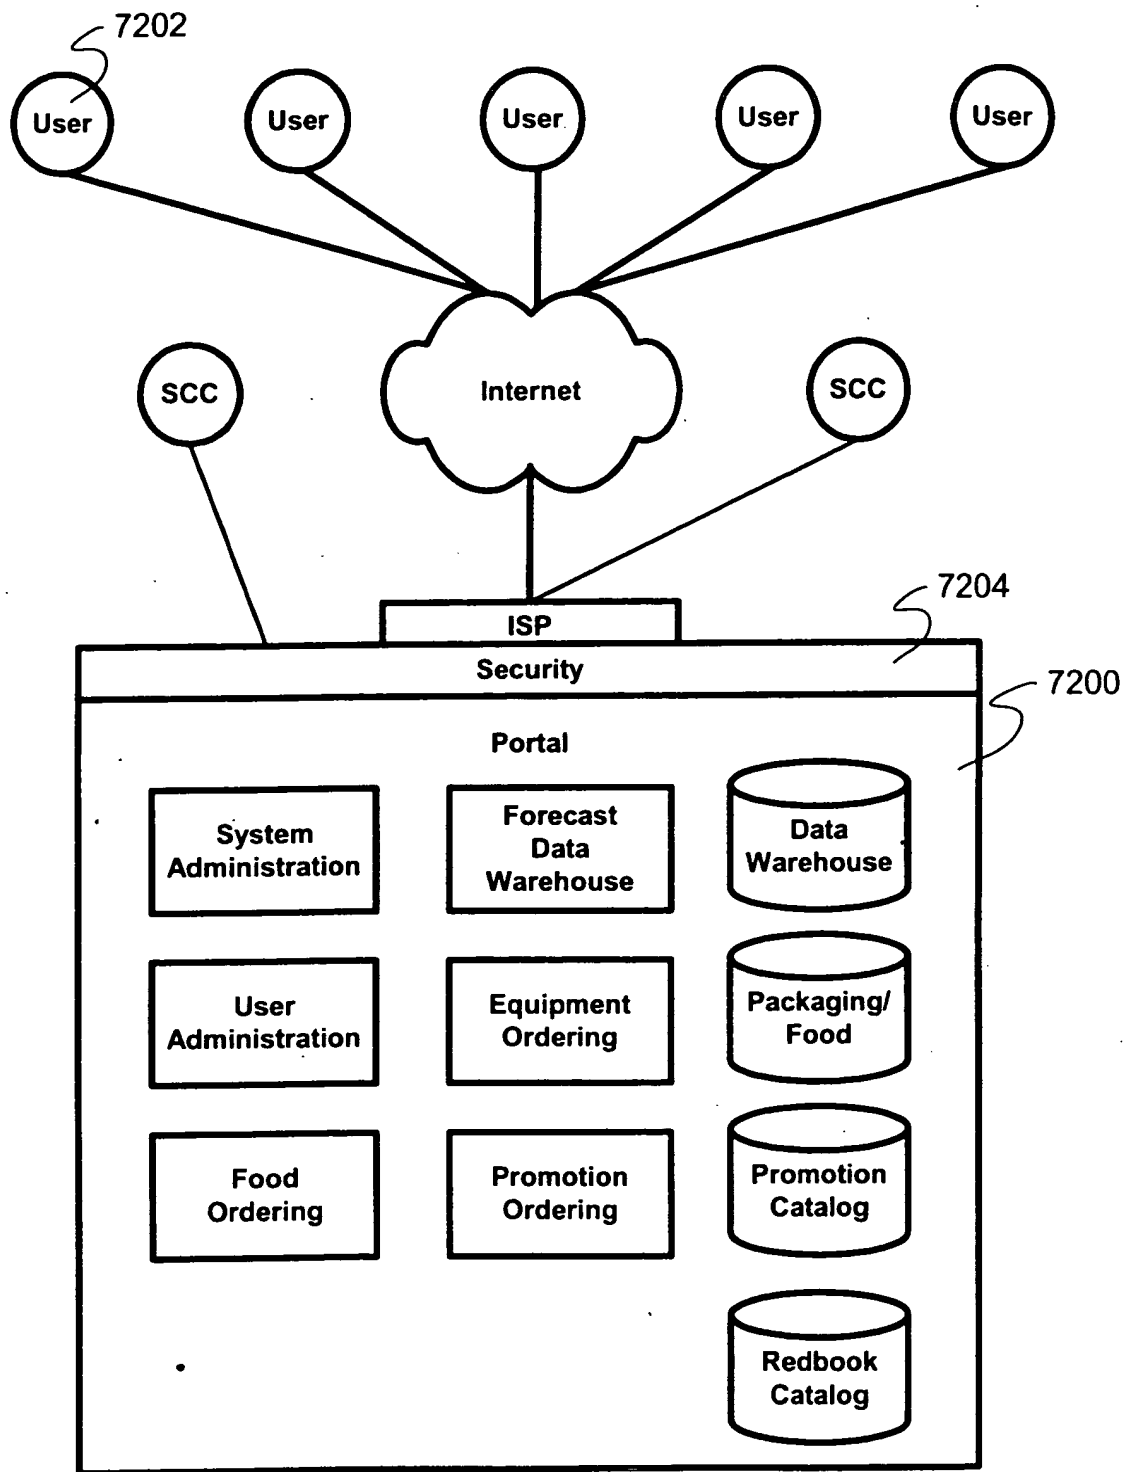 7202
User
User
User
User
User
SCC
Internet
SCC
7204
ISP
Security
7200
Portal
System
Administration
Forecast
Data
Warehouse
Data
Warehouse
User
Administration
Equipment
Ordering
Packaging/
Food
Food
Ordering
Promotion
Ordering
Promotion
Catalog
Redbook
Catalog